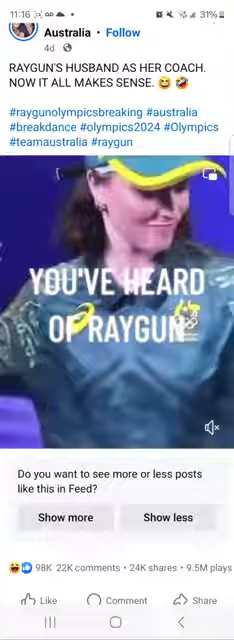 11:16
31%
Australia • Follow
4d
RAYGUN'S HUSBAND AS HER COACH.
NOW IT ALL MAKES SENSE. 😅 🤣
#raygunolympicsbreaking #australia
#breakdance #olympics2024 #Olympics
#teamaustralia #raygun
YOU'VE HEARD
OF RAYGUN
Do you want to see more or less posts
like this in Feed?
Show more
Show less
98K 22K comments • 24K shares • 9.5M plays
Like
Comment
Share